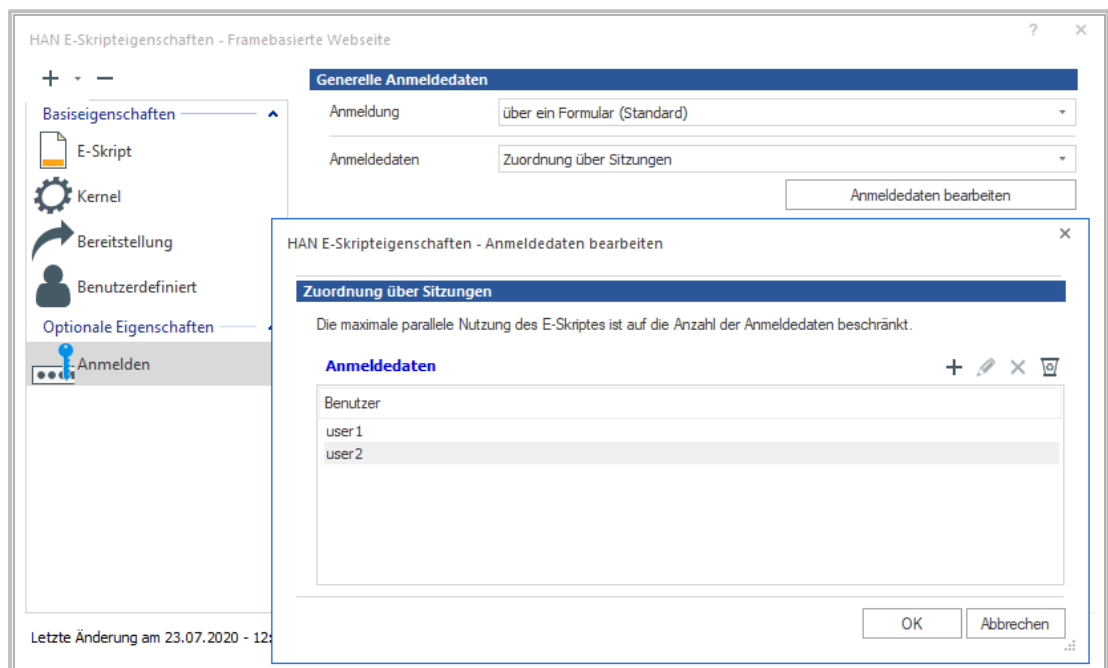 HAN E-Skripteigenschaften - Framebasierte Webseite
Generelle Anmeldedaten
Basiseigenschaften
Anmeldung
über ein Formular (Standard)
E-Skript
Anmeldedaten
Zuordnung über Sitzungen
Kernel
Anmeldedaten bearbeiten
Bereitstellung
Benutzerdefiniert
Optionale Eigenschaften
Anmelden
HAN E-Skripteigenschaften - Anmeldedaten bearbeiten
Zuordnung über Sitzungen
Die maximale parallele Nutzung des E-Skriptes ist auf die Anzahl der Anmeldedaten beschränkt.
Anmeldedaten
Benutzer
user1
user2
OK
Abbrechen
Letzte Änderung am 23.07.2020 - 12: